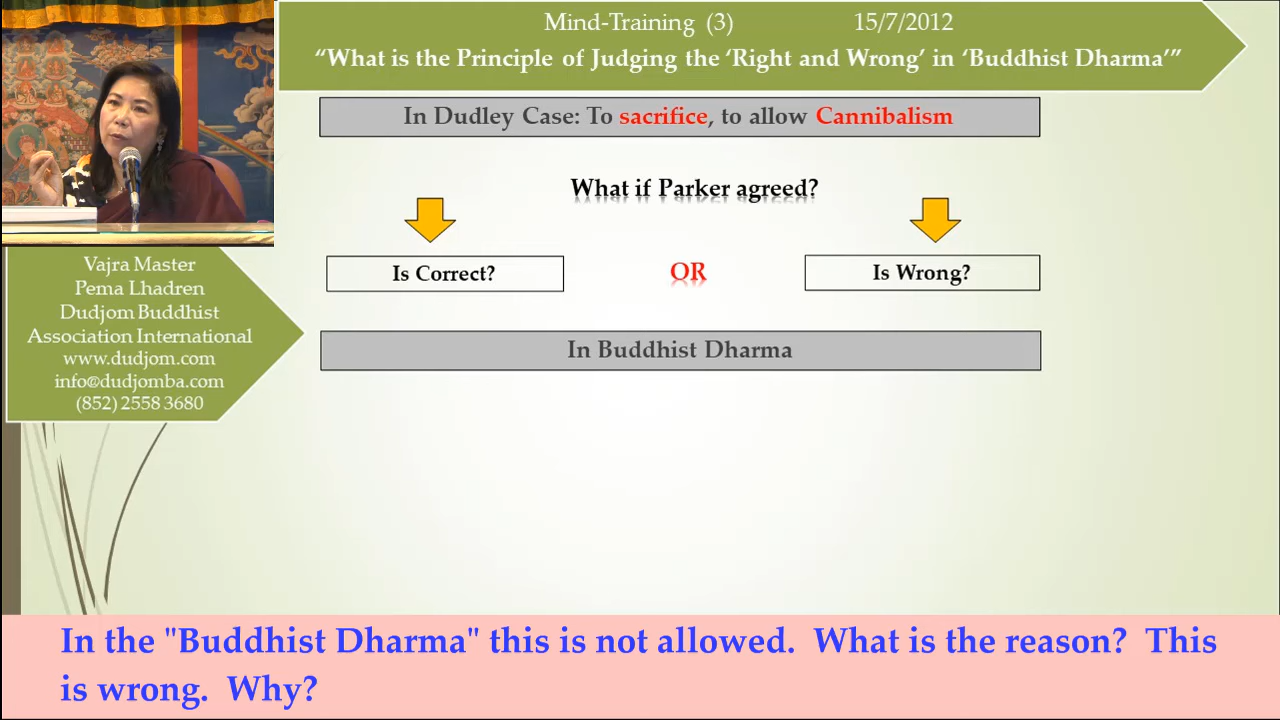 Mind-Training (3) 15/7/2012
“What is the Principle of Judging the ‘Right and Wrong’ in ‘Buddhist Dharma’”
In Dudley Case: To sacrifice, to allow Cannibalism
What if Parker agreed?
Is Correct?
OR
Is Wrong?
In Buddhist Dharma
Vajra Master
Pema Lhadren
Dudjom Buddhist
Association International
www.dudjom.com
info@dudjomba.com
(852) 2558 3680
In the "Buddhist Dharma" this is not allowed. What is the reason? This
is wrong. Why?